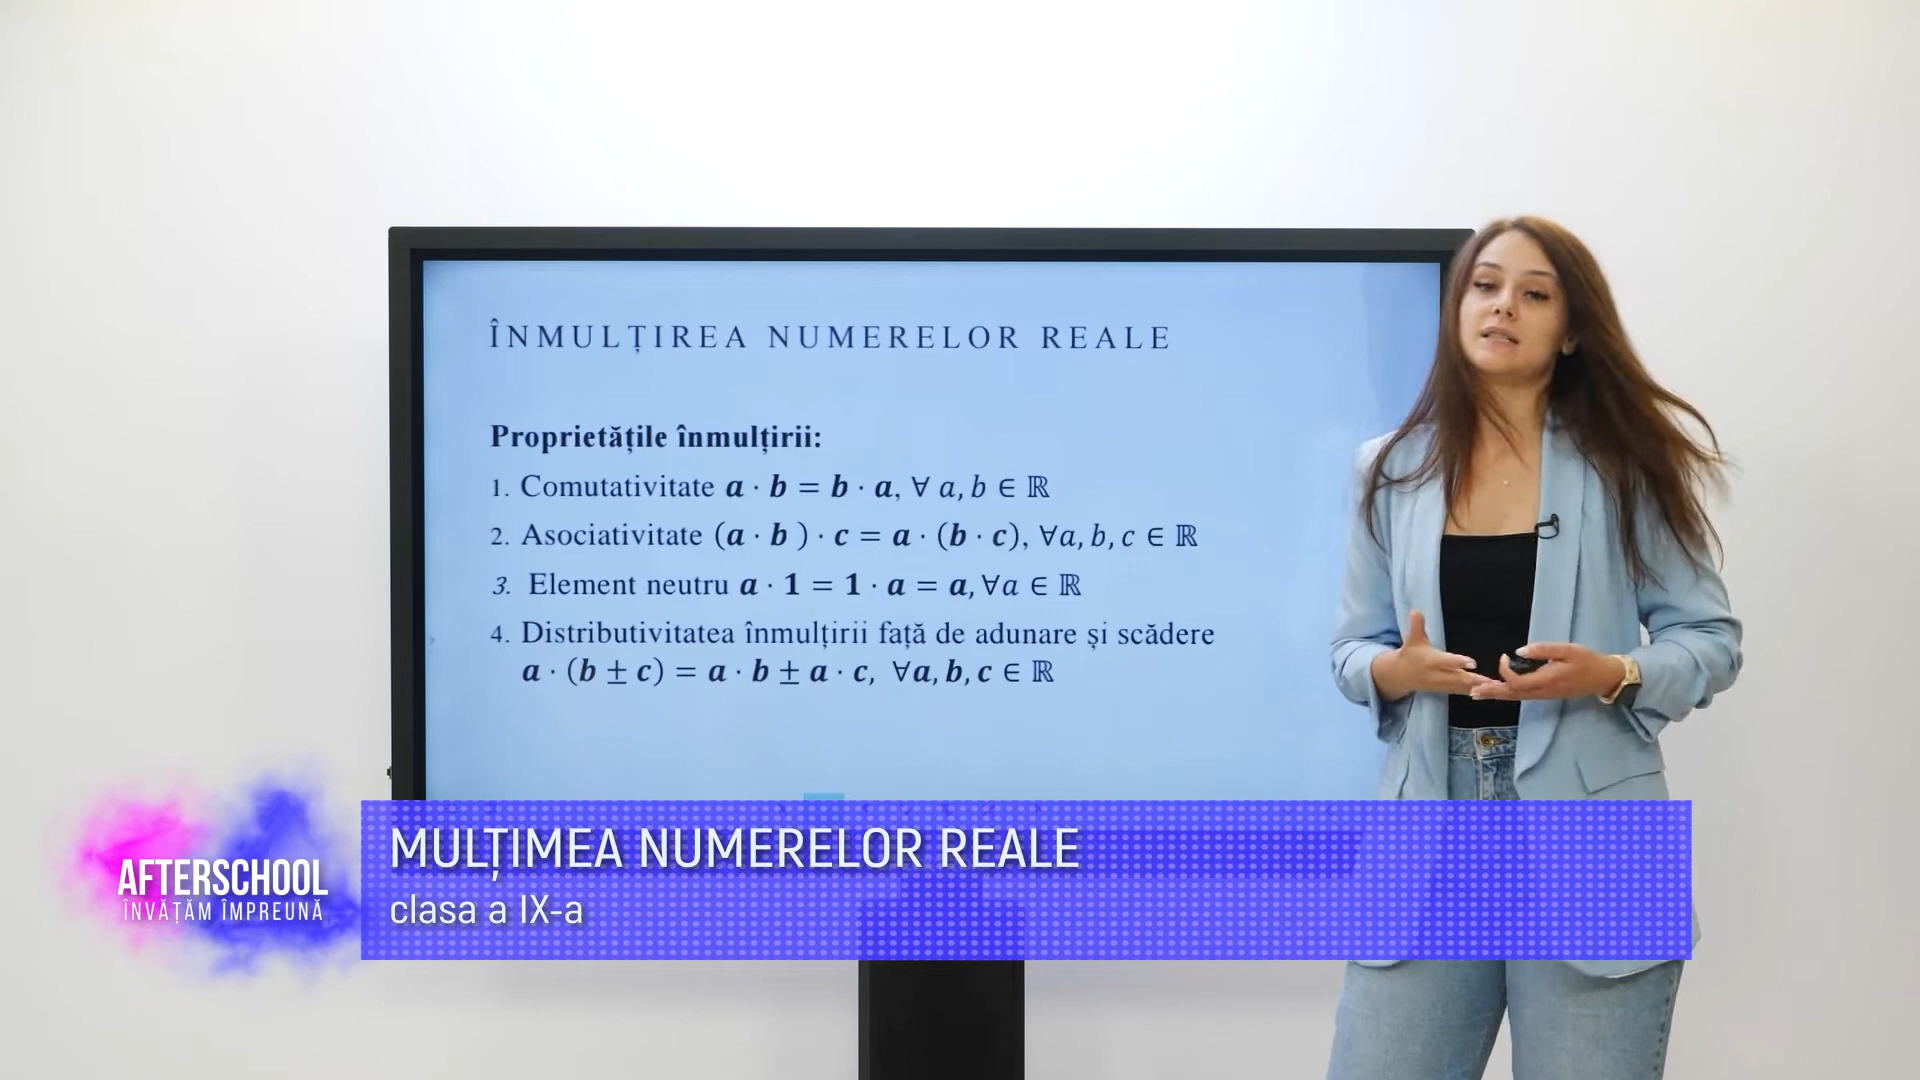 ÎNMULȚIREA NUMERELOR REALE
Proprietățile înmulțirii:
1. Comutativitate a · b = b · a, ∀ a, b ∈ ℝ
2. Asociativitate (a · b ) · c = a · (b · c), ∀a, b, c ∈ ℝ
3. Element neutru a · 1 = 1 · a = a, ∀a ∈ ℝ
4. Distributivitatea înmulțirii față de adunare și scădere
a · (b ± c) = a · b ± a · c, ∀a, b, c ∈ ℝ
MULȚIMEA NUMERELOR REALE
clasa a IX-a
AFTERSCHOOL
ÎNVĂȚĂM ÎMPREUNĂ